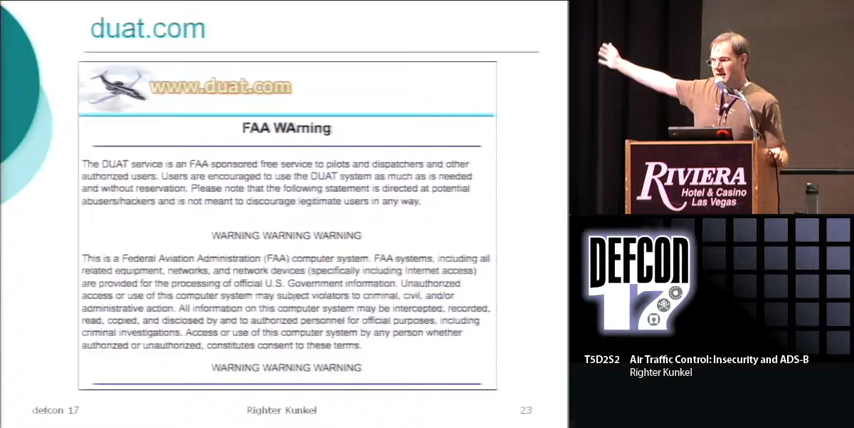 duat.com
www.duat.com
FAA WArning
The DUAT service is an FAA sponsored free service to pilots and dispatchers and other
authorized users. Users are encouraged to use the DUAT system as much as is needed
and without reservation. Please note that the following statement is directed at potential
abusers/hackers and is not meant to discourage legitimate users in any way.
WARNING WARNING WARNING
This is a Federal Aviation Administration (FAA) computer system. FAA systems, including all
related equipment, networks, and network devices (specifically including Internet access)
are provided for the processing of official U.S. Government information. Unauthorized
access or use of this computer system may subject violators to criminal, civil, and/or
administrative action. All information on this computer system may be intercepted, recorded,
read, copied, and disclosed by and to authorized personnel for official purposes, including
criminal investigations. Access or use of this computer system by any person whether
authorized or unauthorized, constitutes consent to these terms.
WARNING WARNING WARNING
defcon 17
Righter Kunkel
23
RIVIERA
Hotel & Casino
Las Vegas
DEFCON
17
T5D2S2 Air Traffic Control: Insecurity and ADS-B
Righter Kunkel